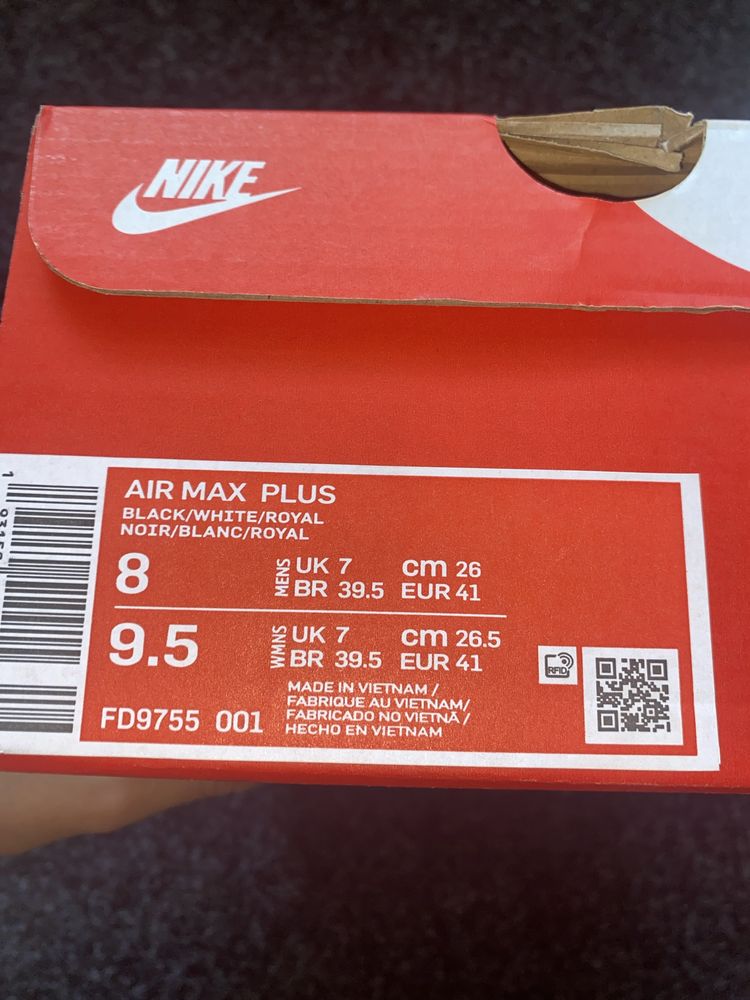 NIKE
AIR MAX PLUS
BLACK/WHITE/ROYAL
NOIR/BLANC/ROYAL
8 MENS UK 7 cm 26
BR 39.5 EUR 41
9.5 WMNS UK 7 cm 26.5
BR 39.5 EUR 41
RFID
MADE IN VIETNAM /
FABRIQUE AU VIETNAM/
FABRICADO NO VIETNÃ /
HECHO EN VIETNAM
FD9755 001